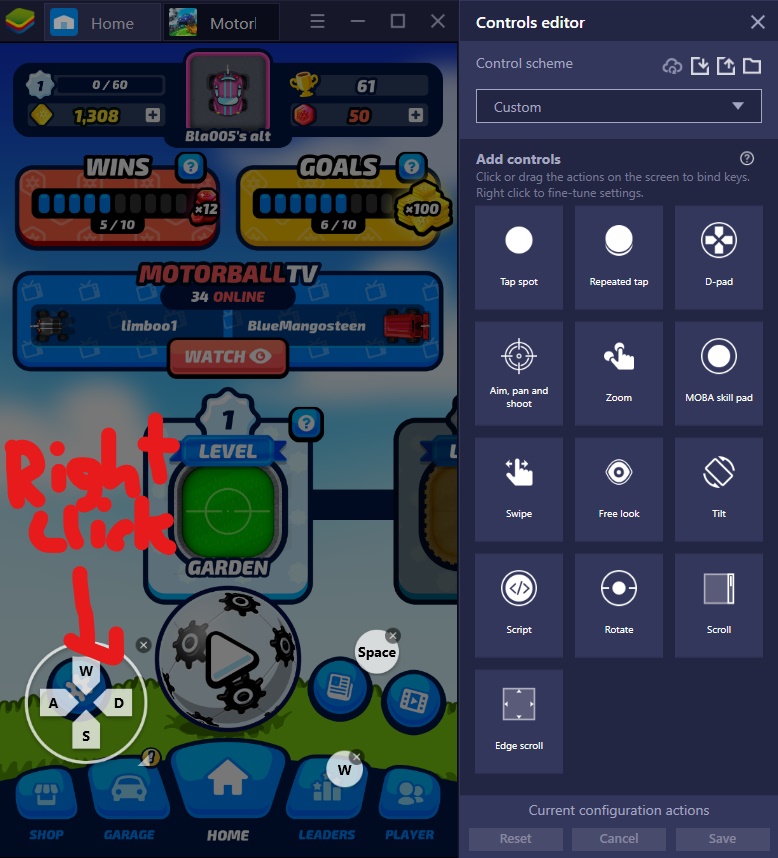 Home
Motorl
Controls editor
Control scheme
Custom
Add controls
Click or drag the actions on the screen to bind keys.
Right click to fine-tune settings.
Tap spot
Repeated tap
D-pad
Aim, pan and
shoot
Zoom
MOBA skill pad
Swipe
Free look
Tilt
Script
Rotate
Scroll
Edge scroll
Current configuration actions
Reset
Cancel
Save
1
0 / 60
61
1,308
50
Bla005's alt
WINS
?
GOALS
?
×12
×100
5 / 10
6 / 10
MOTORBALLTV
34 ONLINE
limboo1
BlueMangosteen
WATCH
1
?
LEVEL
L
GARDEN
Right
click
Space
W
A
D
S
?
W
SHOP
GARAGE
HOME
LEADERS
PLAYER